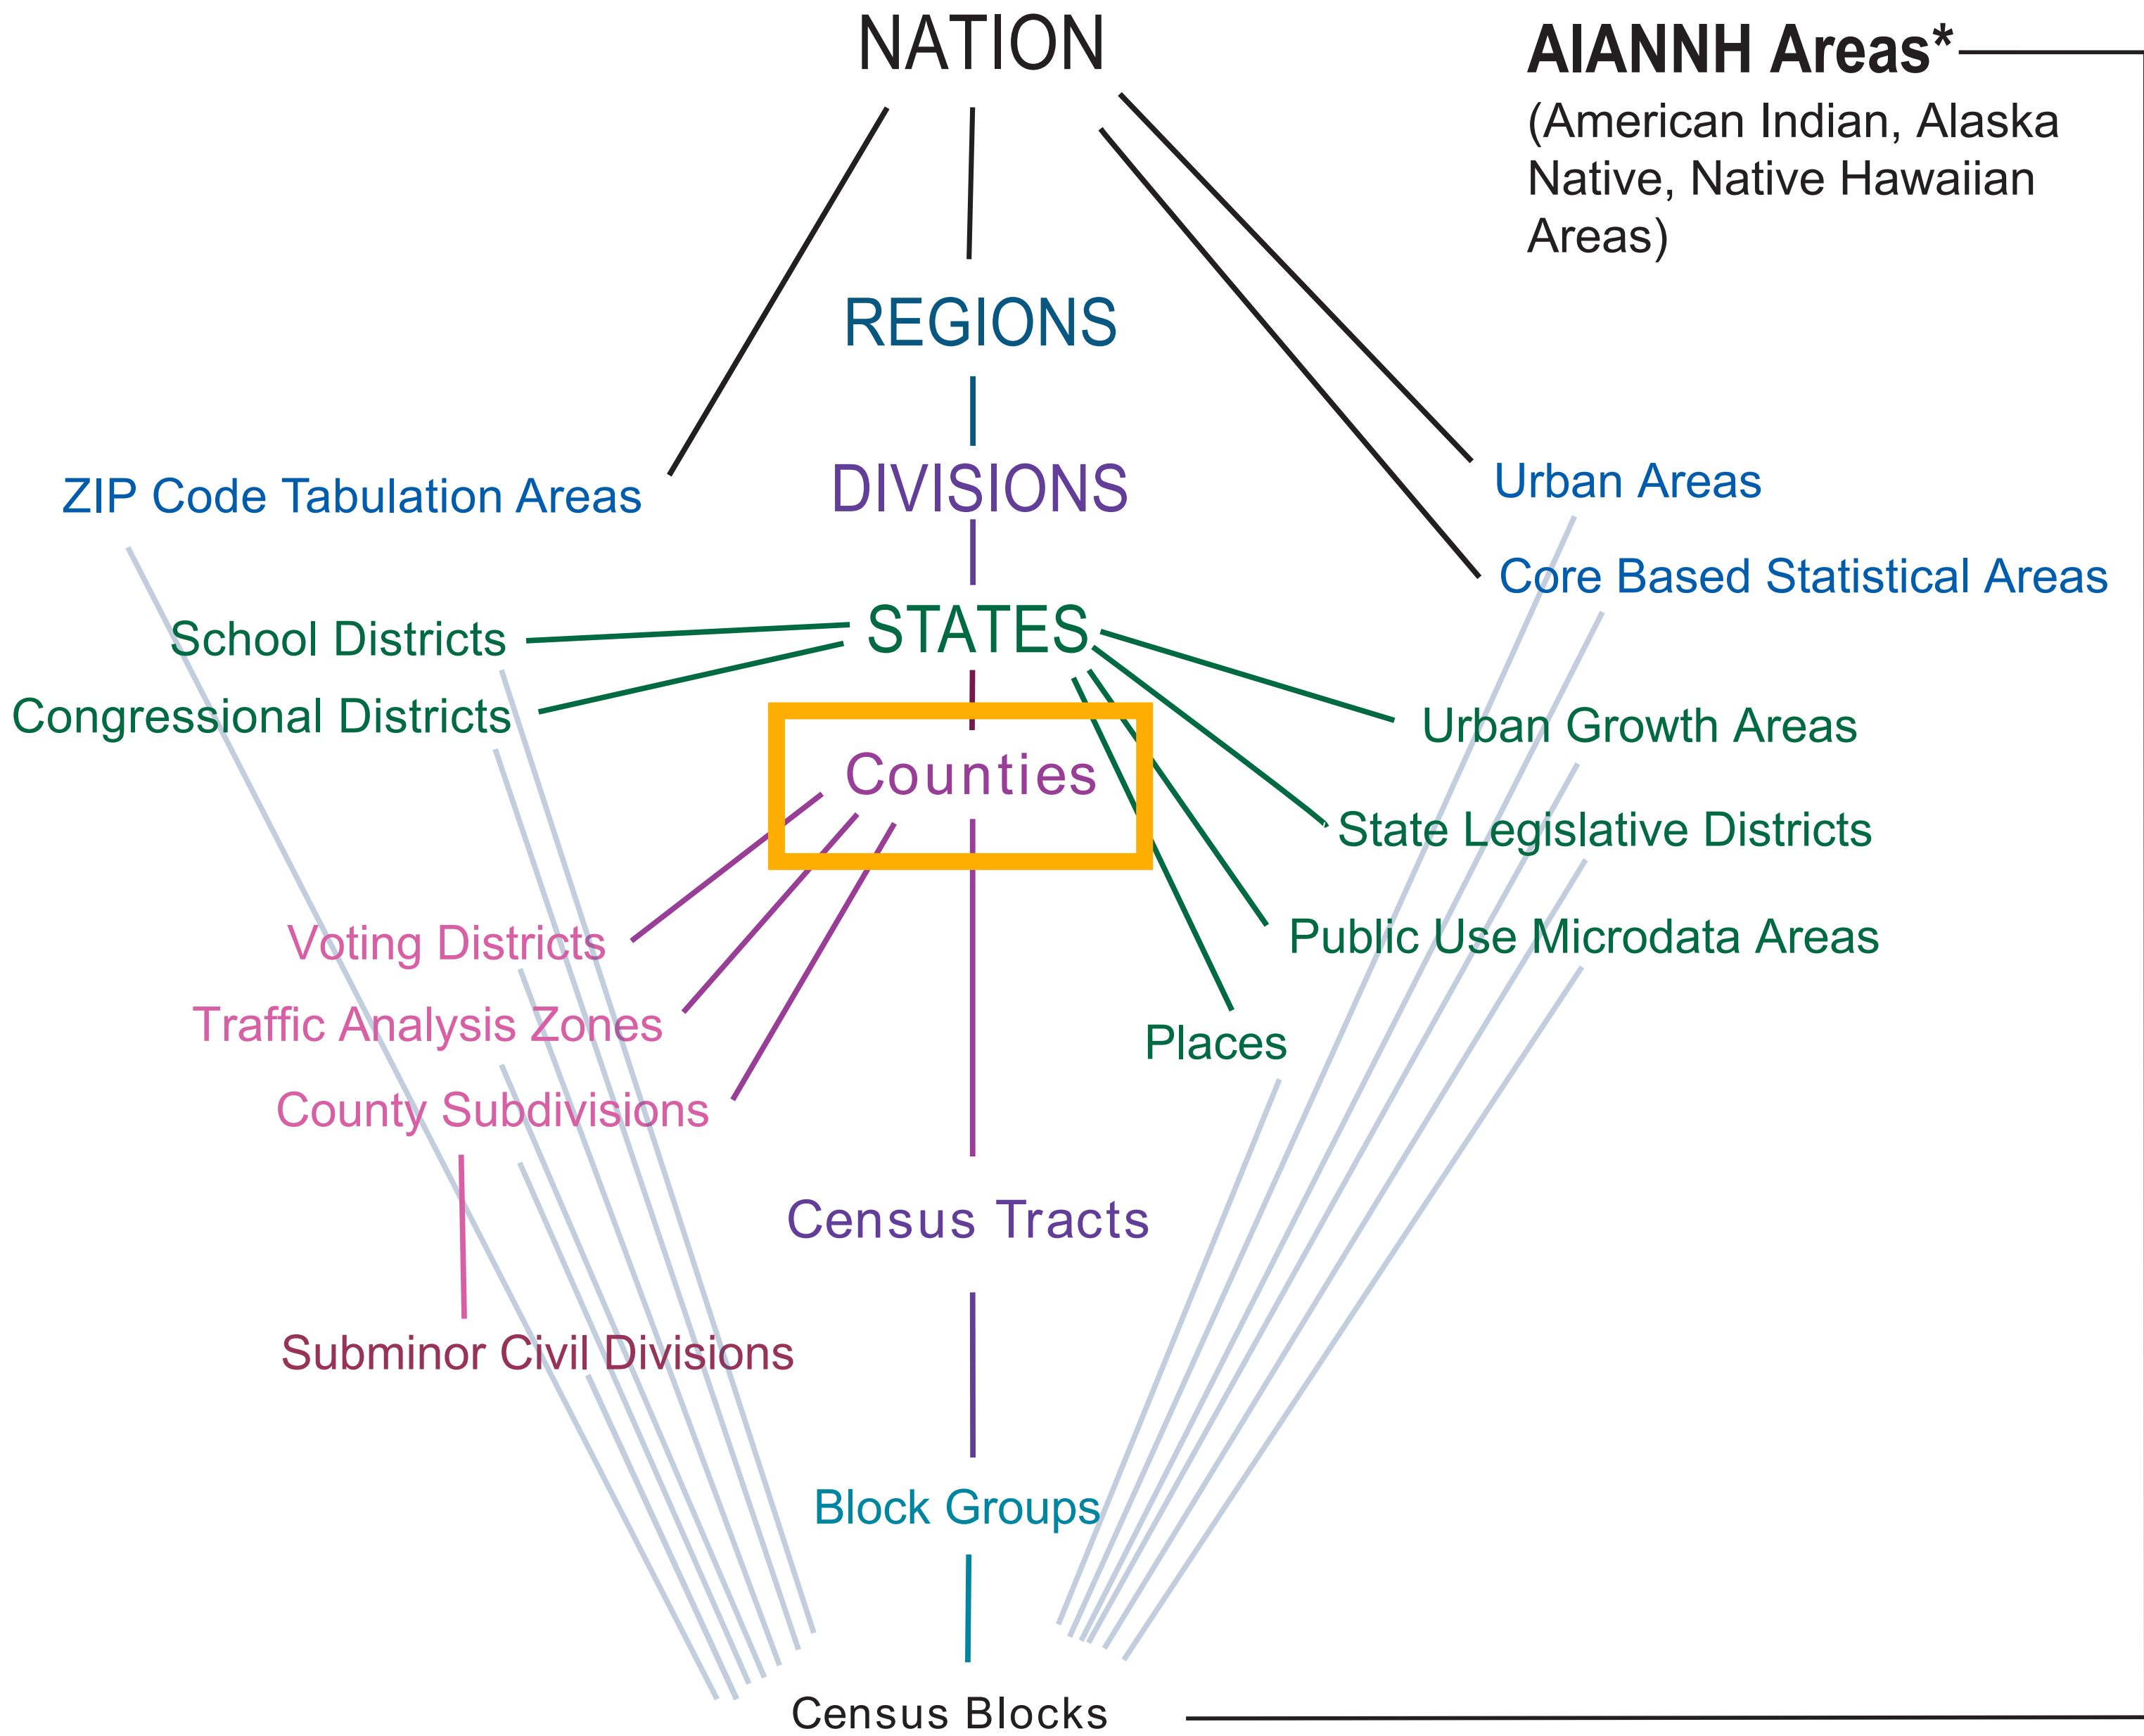 NATION
AIANNH Areas*
(American Indian, Alaska
Native, Native Hawaiian
Areas)
REGIONS
ZIP Code Tabulation Areas
DIVISIONS
Urban Areas
Core Based Statistical Areas
School Districts
STATES
Congressional Districts
Urban Growth Areas
Counties
State Legislative Districts
Voting Districts
Public Use Microdata Areas
Traffic Analysis Zones
Places
County Subdivisions
Census Tracts
Subminor Civil Divisions
Block Groups
Census Blocks